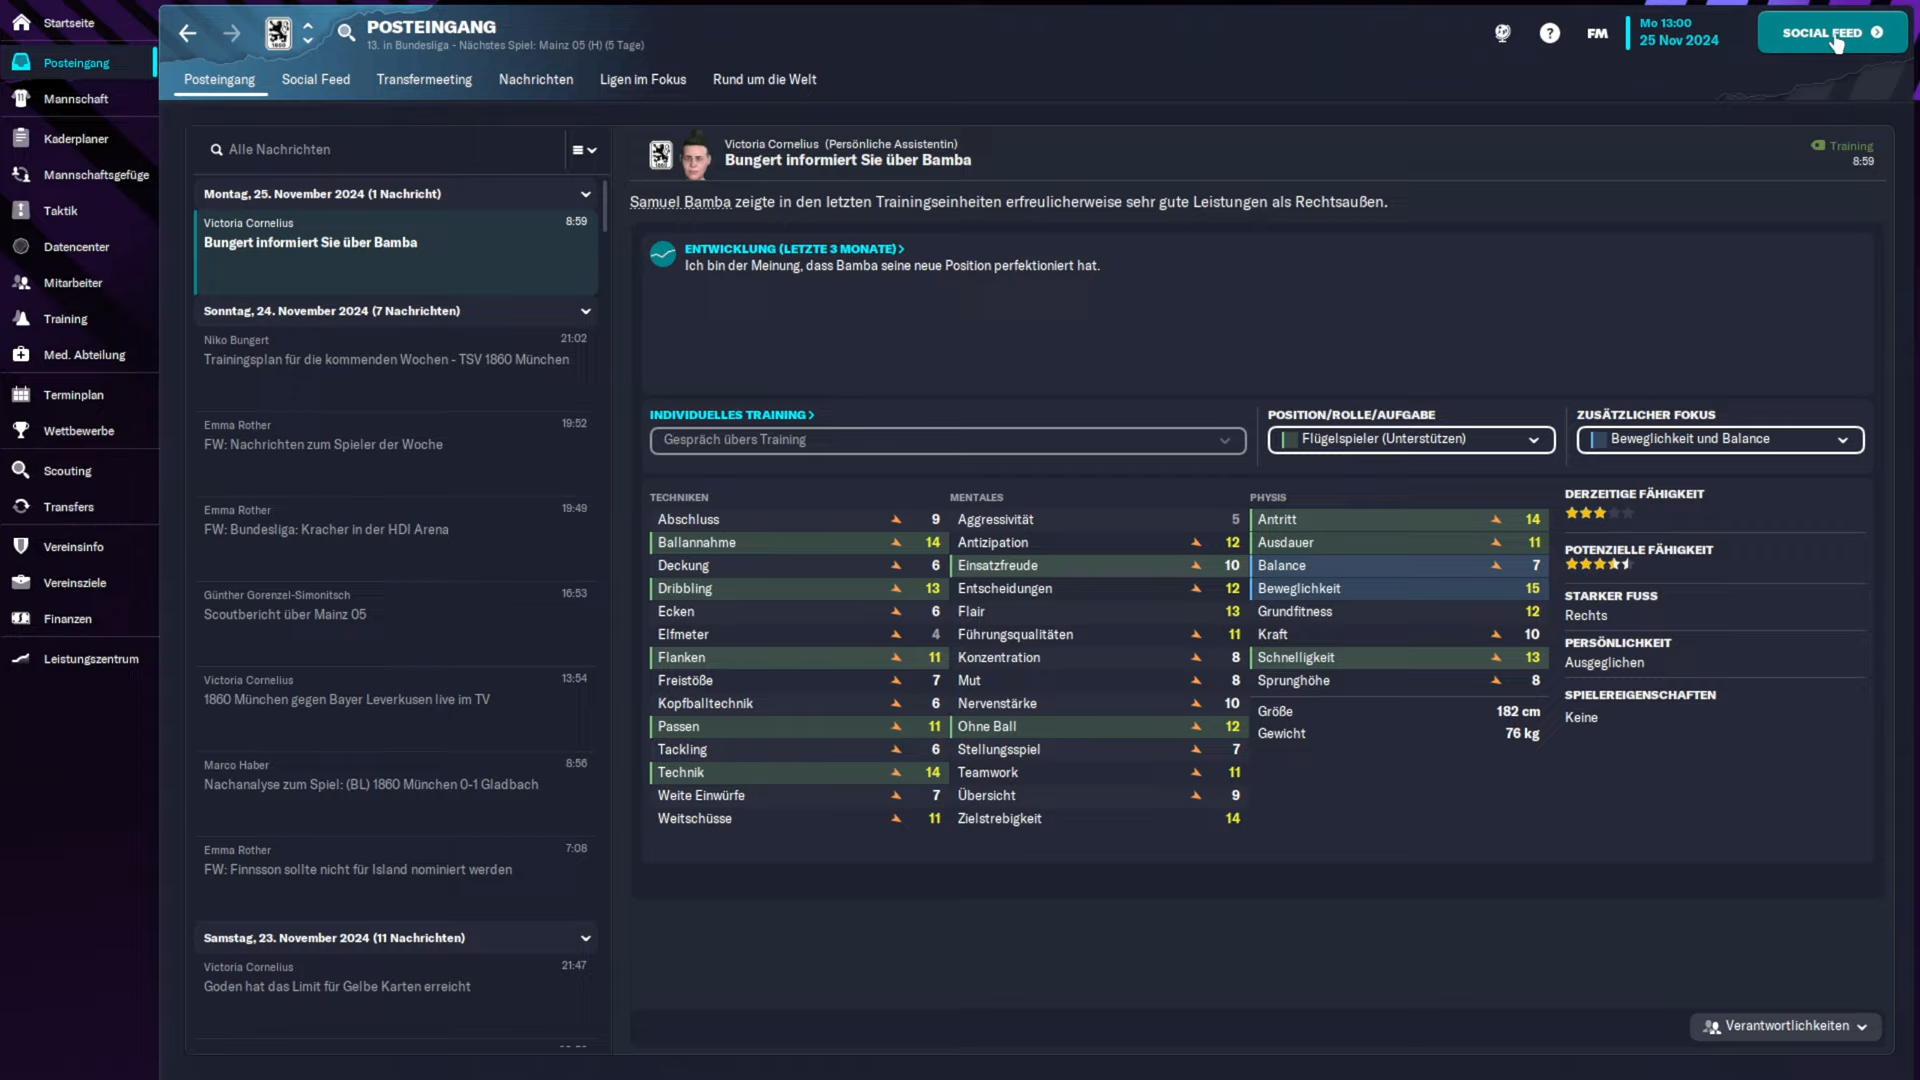 Startseite
Posteingang
Mannschaft
Kaderplaner
Mannschaftsgefüge
Taktik
Datencenter
Mitarbeiter
Training
Med. Abteilung
Terminplan
Wettbewerbe
Scouting
Transfers
Vereinsinfo
Vereinsziele
Finanzen
Leistungszentrum
POSTEINGANG
13. in Bundesliga - Nächstes Spiel: Mainz 05 (H) (5 Tage)
FM
Mo 13:00
25 Nov 2024
SOCIAL FEED
Posteingang Social Feed Transfermeeting Nachrichten Ligen im Fokus Rund um die Welt
Alle Nachrichten
Montag, 25. November 2024 (1 Nachricht)
Victoria Cornelius 8:59
Bungert informiert Sie über Bamba
Sonntag, 24. November 2024 (7 Nachrichten)
Niko Bungert 21:02
Trainingsplan für die kommenden Wochen - TSV 1860 München
Emma Rother 19:52
FW: Nachrichten zum Spieler der Woche
Emma Rother 19:49
FW: Bundesliga: Kracher in der HDI Arena
Günther Gorenzel-Simonitsch 16:53
Scoutbericht über Mainz 05
Victoria Cornelius 13:54
1860 München gegen Bayer Leverkusen live im TV
Marco Haber 8:56
Nachanalyse zum Spiel: (BL) 1860 München 0-1 Gladbach
Emma Rother 7:08
FW: Finnsson sollte nicht für Island nominiert werden
Samstag, 23. November 2024 (11 Nachrichten)
Victoria Cornelius 21:47
Goden hat das Limit für Gelbe Karten erreicht
Victoria Cornelius (Persönliche Assistentin)
Bungert informiert Sie über Bamba
Training
8:59
Samuel Bamba zeigte in den letzten Trainingseinheiten erfreulicherweise sehr gute Leistungen als Rechtsaußen.
ENTWICKLUNG (LETZTE 3 MONATE)
Ich bin der Meinung, dass Bamba seine neue Position perfektioniert hat.
INDIVIDUELLES TRAINING
Gespräch übers Training
POSITION/ROLLE/AUFGABE
Flügelspieler (Unterstützen)
ZUSÄTZLICHER FOKUS
Beweglichkeit und Balance
TECHNIKEN
Abschluss 9
Ballannahme 14
Deckung 6
Dribbling 13
Ecken 6
Elfmeter 4
Flanken 11
Freistöße 7
Kopfballtechnik 6
Passen 11
Tackling 6
Technik 14
Weite Einwürfe 7
Weitschüsse 11
MENTALES
Aggressivität 5
Antizipation 12
Einsatzfreude 10
Entscheidungen 12
Flair 13
Führungsqualitäten 11
Konzentration 8
Mut 8
Nervenstärke 10
Ohne Ball 12
Stellungsspiel 7
Teamwork 11
Übersicht 9
Zielstrebigkeit 14
PHYSIS
Antritt 14
Ausdauer 11
Balance 7
Beweglichkeit 15
Grundfitness 12
Kraft 10
Schnelligkeit 13
Sprunghöhe 8
Größe 182 cm
Gewicht 76 kg
DERZEITIGE FÄHIGKEIT
POTENZIELLE FÄHIGKEIT
STARKER FUSS
Rechts
PERSÖNLICHKEIT
Ausgeglichen
SPIELEREIGENSCHAFTEN
Keine
Verantwortlichkeiten